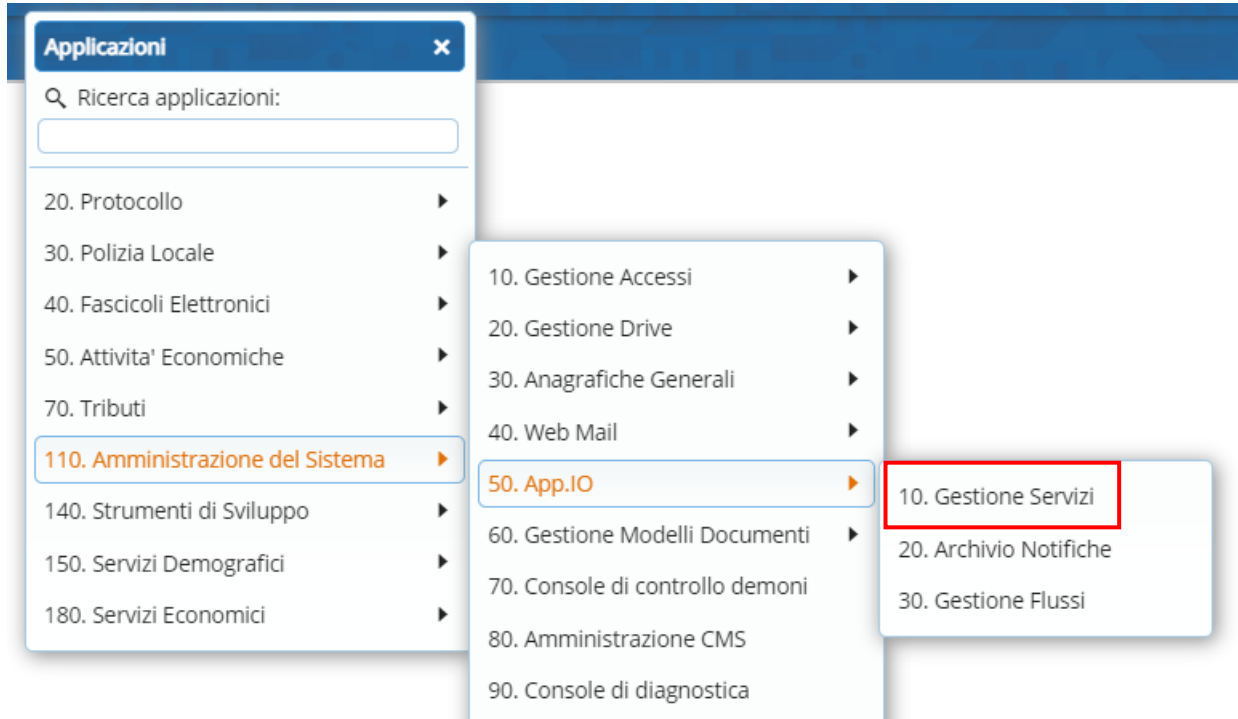 Applicazioni
Ricerca applicazioni:
20. Protocollo
30. Polizia Locale
40. Fascicoli Elettronici
50. Attivita' Economiche
70. Tributi
110. Amministrazione del Sistema
140. Strumenti di Sviluppo
150. Servizi Demografici
180. Servizi Economici
10. Gestione Accessi
20. Gestione Drive
30. Anagrafiche Generali
40. Web Mail
50. App.IO
60. Gestione Modelli Documenti
70. Console di controllo demoni
80. Amministrazione CMS
90. Console di diagnostica
10. Gestione Servizi
20. Archivio Notifiche
30. Gestione Flussi